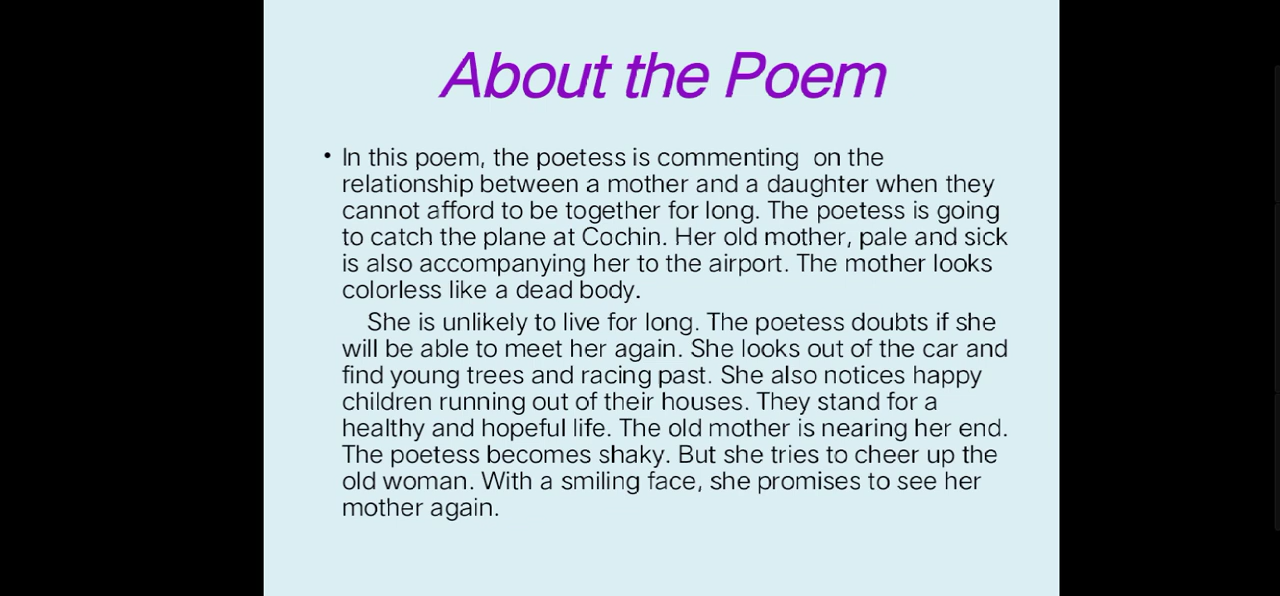 About the Poem
• In this poem, the poetess is commenting  on the
relationship between a mother and a daughter when they
cannot afford to be together for long. The poetess is going
to catch the plane at Cochin. Her old mother, pale and sick
is also accompanying her to the airport. The mother looks
colorless like a dead body.
She is unlikely to live for long. The poetess doubts if she
will be able to meet her again. She looks out of the car and
find young trees and racing past. She also notices happy
children running out of their houses. They stand for a
healthy and hopeful life. The old mother is nearing her end.
The poetess becomes shaky. But she tries to cheer up the
old woman. With a smiling face, she promises to see her
mother again.